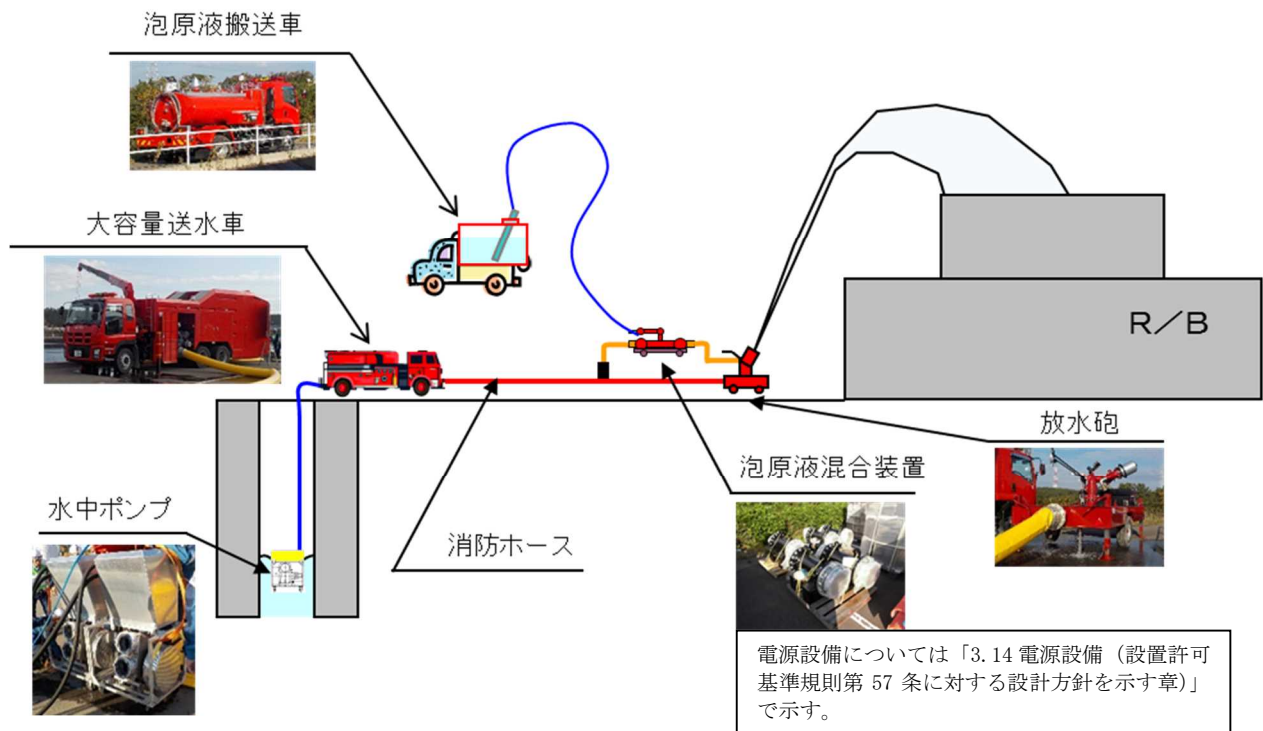 泡原液搬送車
大容量送水車
R/B
放水砲
泡原液混合装置
水中ポンプ
消防ホース
電源設備については「3.14 電源設備（設置許可
基準規則第 57 条に対する設計方針を示す章）」
で示す。